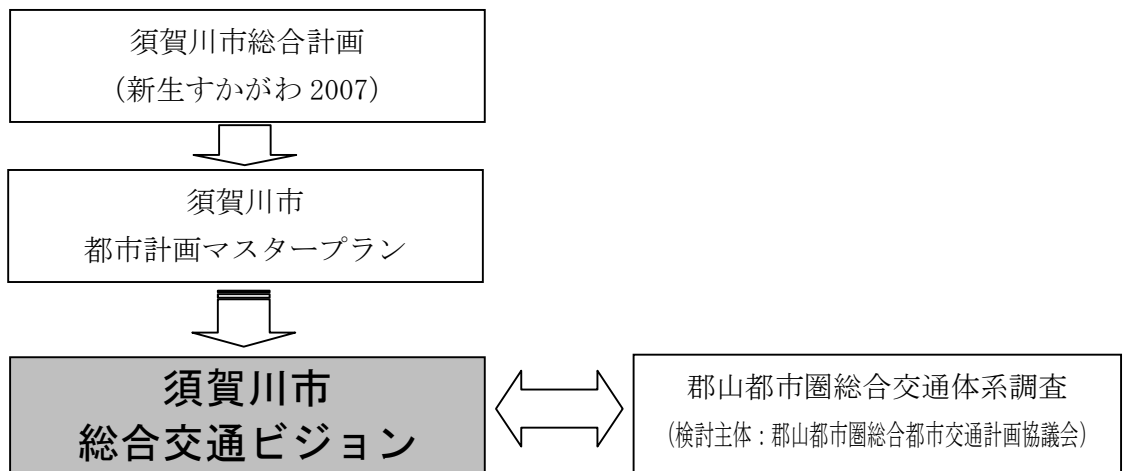 須賀川市総合計画
（新生すかがわ 2007）
須賀川市
都市計画マスタープラン
須賀川市
総合交通ビジョン
郡山都市圏総合交通体系調査
（検討主体：郡山都市圏総合都市交通計画協議会）